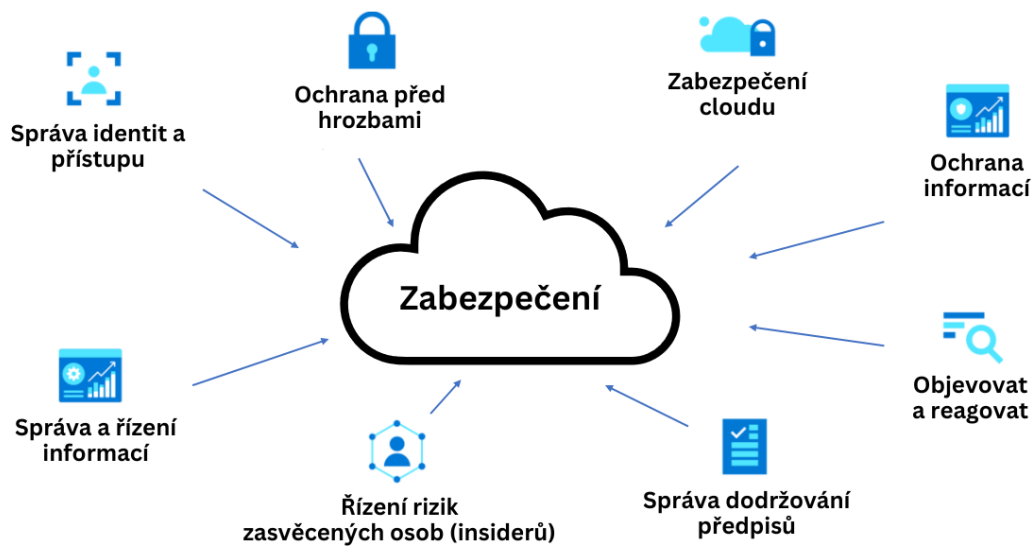 Ochrana před
hrozbami
Zabezpečení
cloudu
Správa identit a
přístupu
Ochrana
informací
Zabezpečení
Objevovat
a reagovat
Správa a řízení
informací
Řízení rizik
zasvěcených osob (insiderů)
Správa dodržování
předpisů